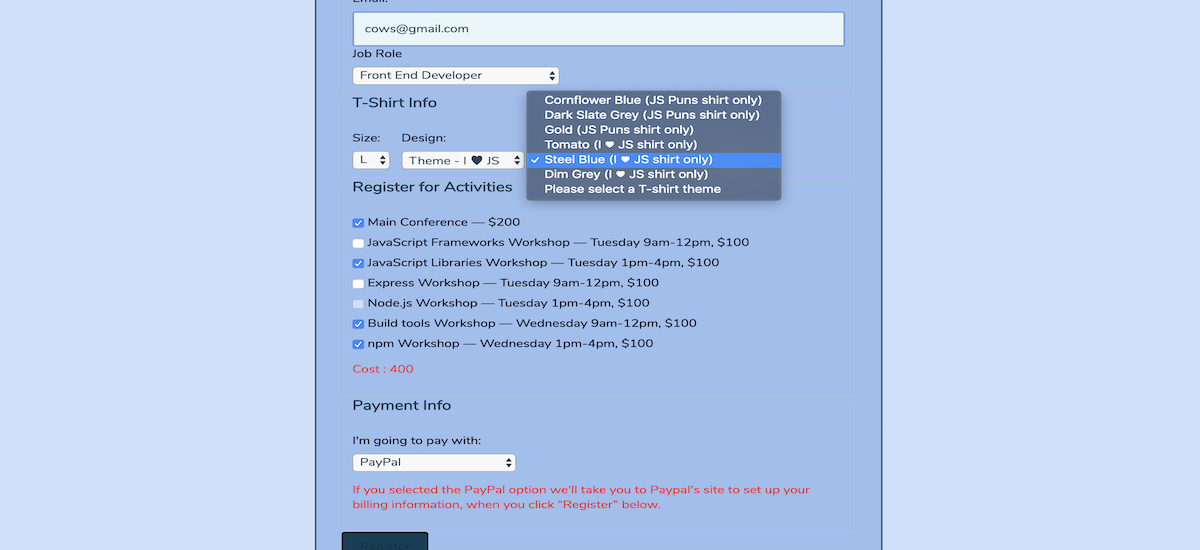 Email:
cows@gmail.com
Job Role
Front End Developer
T-Shirt Info
Size: Design:
L Theme - I ♥ JS
Cornflower Blue (JS Puns shirt only)
Dark Slate Grey (JS Puns shirt only)
Gold (JS Puns shirt only)
Tomato (I ♥ JS shirt only)
✓ Steel Blue (I ♥ JS shirt only)
Dim Grey (I ♥ JS shirt only)
Please select a T-shirt theme
Register for Activities
Main Conference — $200
JavaScript Frameworks Workshop — Tuesday 9am-12pm, $100
JavaScript Libraries Workshop — Tuesday 1pm-4pm, $100
Express Workshop — Tuesday 9am-12pm, $100
Node.js Workshop — Tuesday 1pm-4pm, $100
Build tools Workshop — Wednesday 9am-12pm, $100
npm Workshop — Wednesday 1pm-4pm, $100
Cost : 400
Payment Info
I'm going to pay with:
PayPal
If you selected the PayPal option we'll take you to Paypal's site to set up your
billing information, when you click “Register” below.
Register